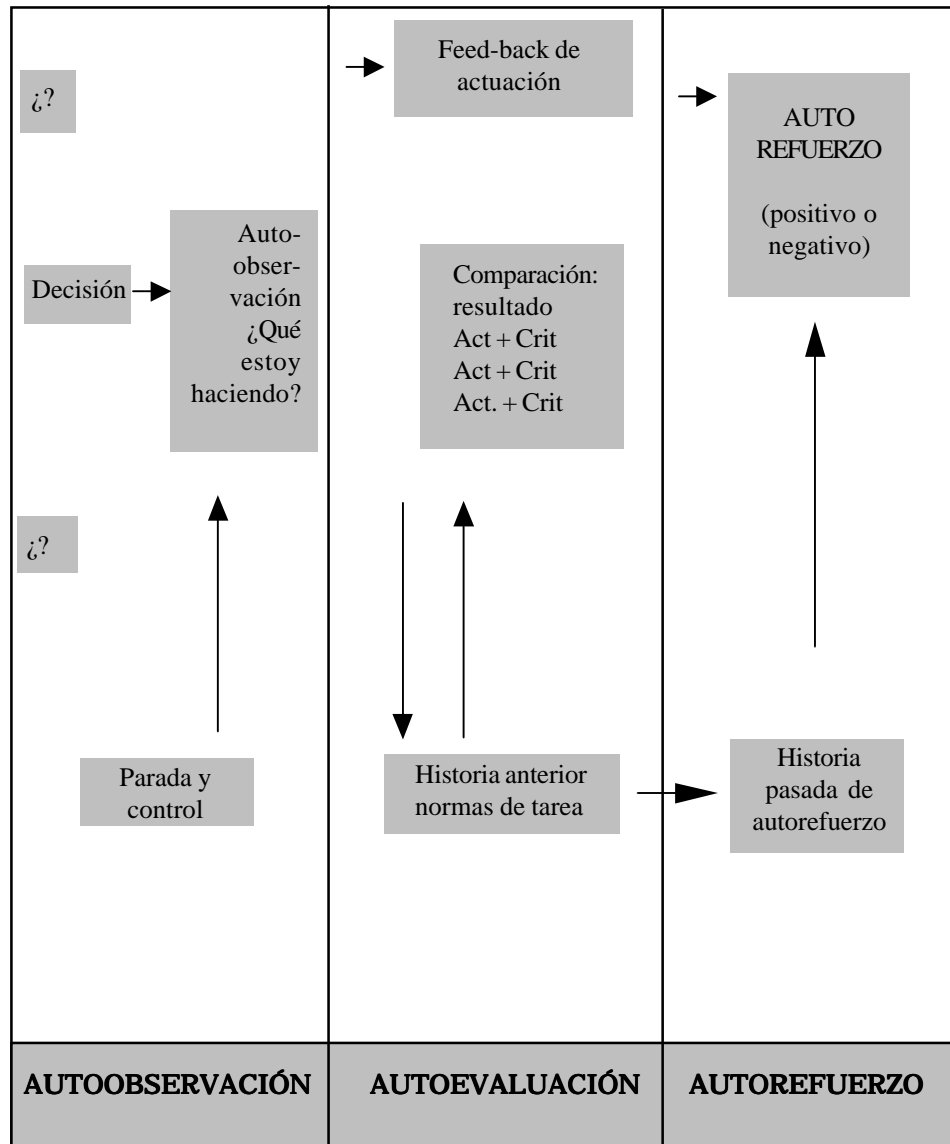 ¿?
Decisión
Auto-
obser-
vación
¿Qué
estoy
haciendo?
¿?
Parada y
control
Feed-back de
actuación
Comparación:
resultado
Act + Crit
Act + Crit
Act. + Crit
Historia anterior
normas de tarea
AUTO
REFUERZO
(positivo o
negativo)
Historia
pasada de
autorefuerzo
AUTOOBSERVACIÓN
AUTOEVALUACIÓN
AUTOREFUERZO